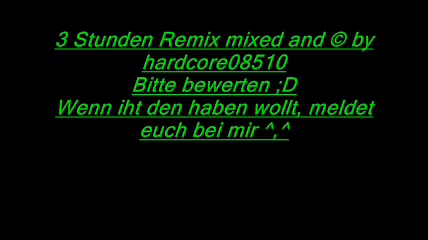 3 Stunden Remix mixed and © by
hardcore08510
Bitte bewerten ;D
Wenn iht den haben wollt, meldet
euch bei mir ^,^